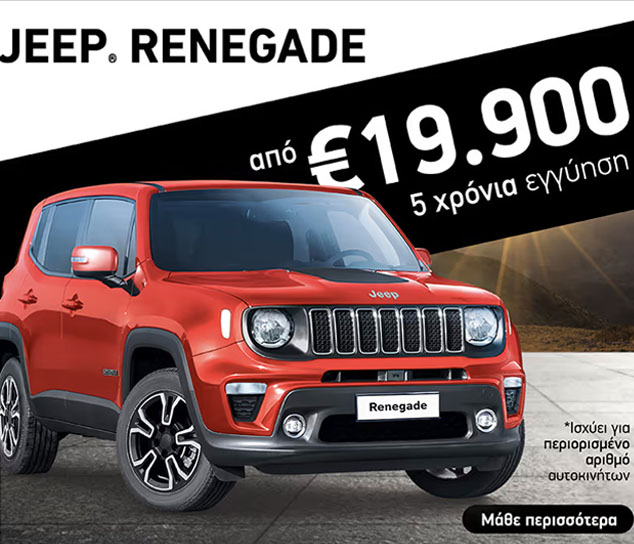 JEEP® RENEGADE
από €19.900
5 χρόνια εγγύηση
Jeep
Renegade
*Ισχύει για
περιορισμένο
αριθμό
αυτοκινήτων
Μάθε περισσότερα